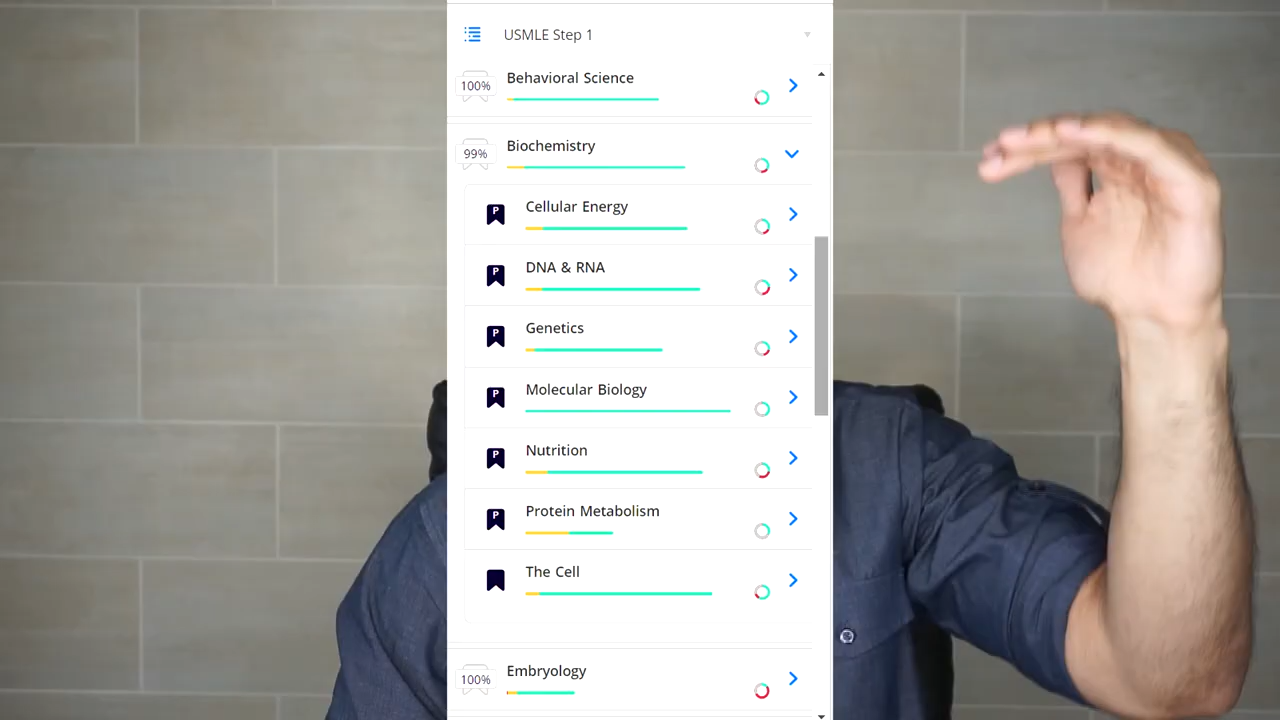 USMLE Step 1
Behavioral Science
100%
Biochemistry
99%
P
Cellular Energy
P
DNA & RNA
P
Genetics
P
Molecular Biology
P
Nutrition
P
Protein Metabolism
The Cell
Embryology
100%